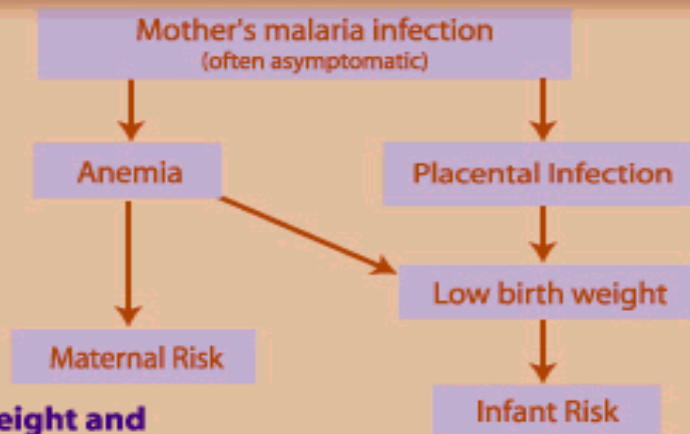 Mother's malaria infection
(often asymptomatic)
Anemia
Placental Infection
Low birth weight
Maternal Risk
Infant Risk
eight and